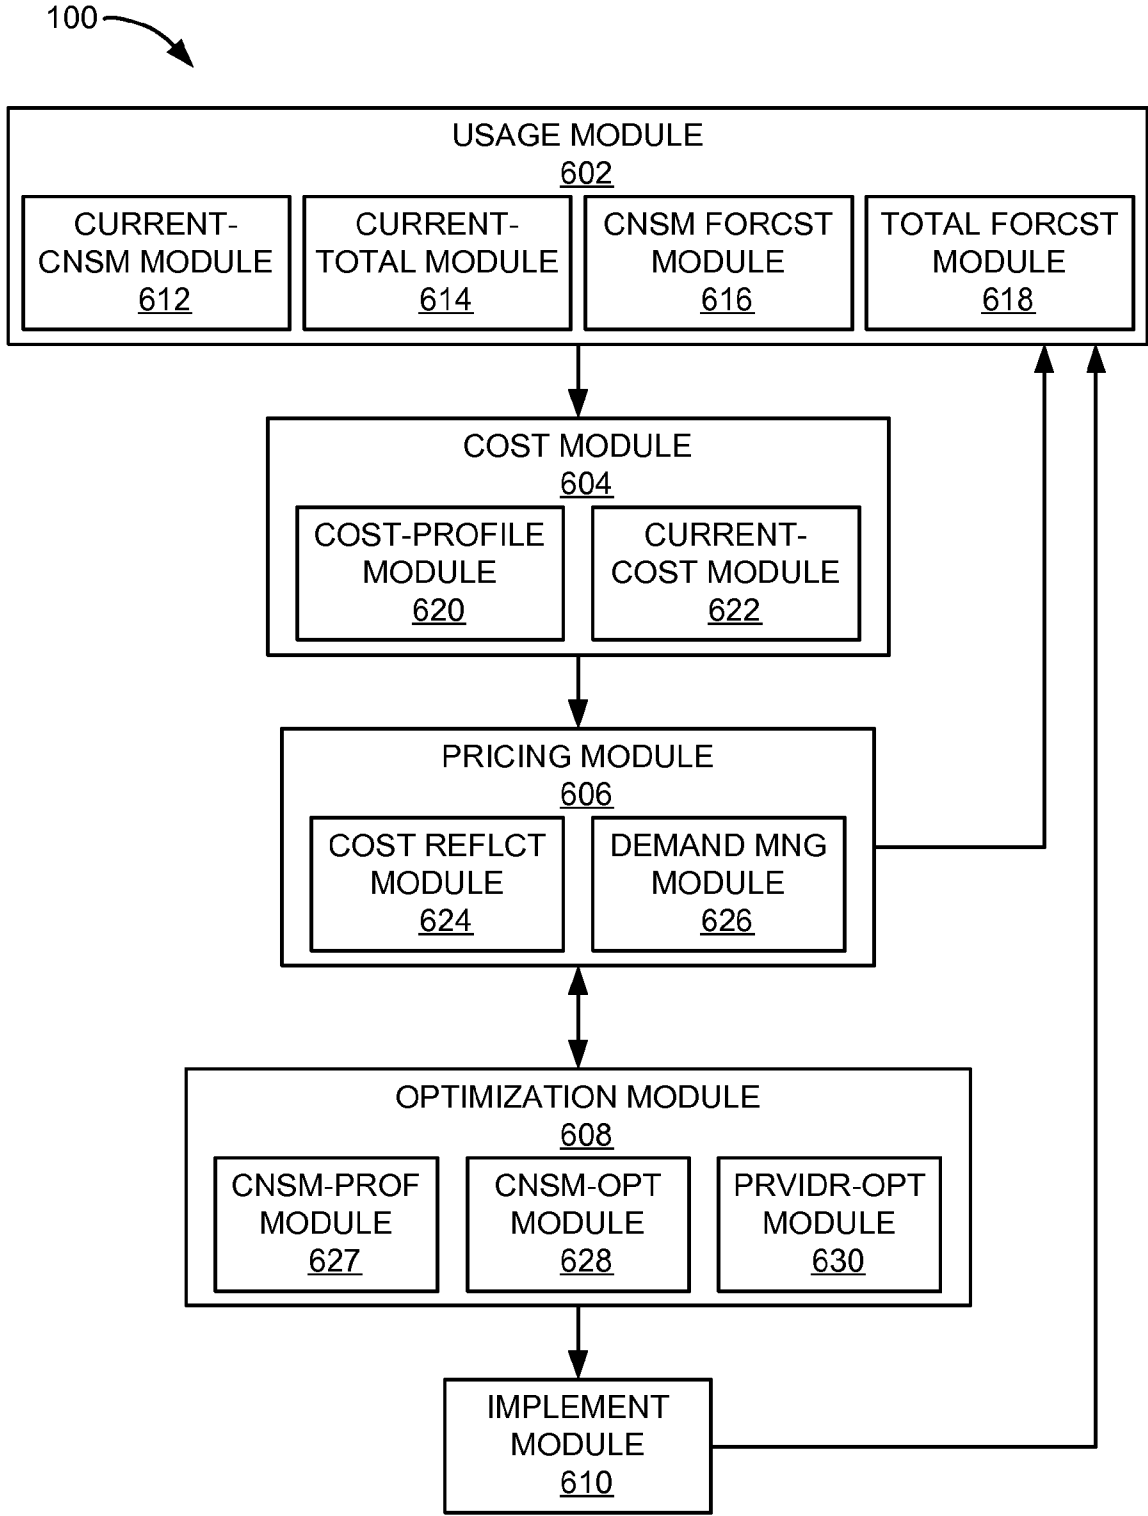 100
USAGE MODULE
602
CURRENT-
CNSM MODULE
612
CURRENT-
TOTAL MODULE
614
CNSM FORCST
MODULE
616
TOTAL FORCST
MODULE
618
COST MODULE
604
COST-PROFILE
MODULE
620
CURRENT-
COST MODULE
622
PRICING MODULE
606
COST REFLCT
MODULE
624
DEMAND MNG
MODULE
626
OPTIMIZATION MODULE
608
CNSM-PROF
MODULE
627
CNSM-OPT
MODULE
628
PRVIDR-OPT
MODULE
630
IMPLEMENT
MODULE
610